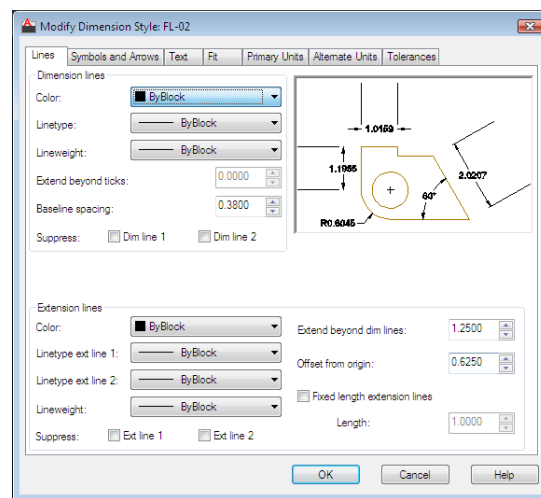 Modify Dimension Style: FL-02
Lines
Symbols and Arrows
Text
Fit
Primary Units
Alternate Units
Tolerances
Dimension lines
Color:
ByBlock
Linetype:
ByBlock
Lineweight:
ByBlock
Extend beyond ticks:
0.0000
Baseline spacing:
0.3800
Suppress:
Dim line 1
Dim line 2
1.0159
1.1955
2.0207
60°
R0.8045
Extension lines
Color:
ByBlock
Linetype ext line 1:
ByBlock
Linetype ext line 2:
ByBlock
Lineweight:
ByBlock
Suppress:
Ext line 1
Ext line 2
Extend beyond dim lines:
1.2500
Offset from origin:
0.6250
Fixed length extension lines
Length:
1.0000
OK
Cancel
Help